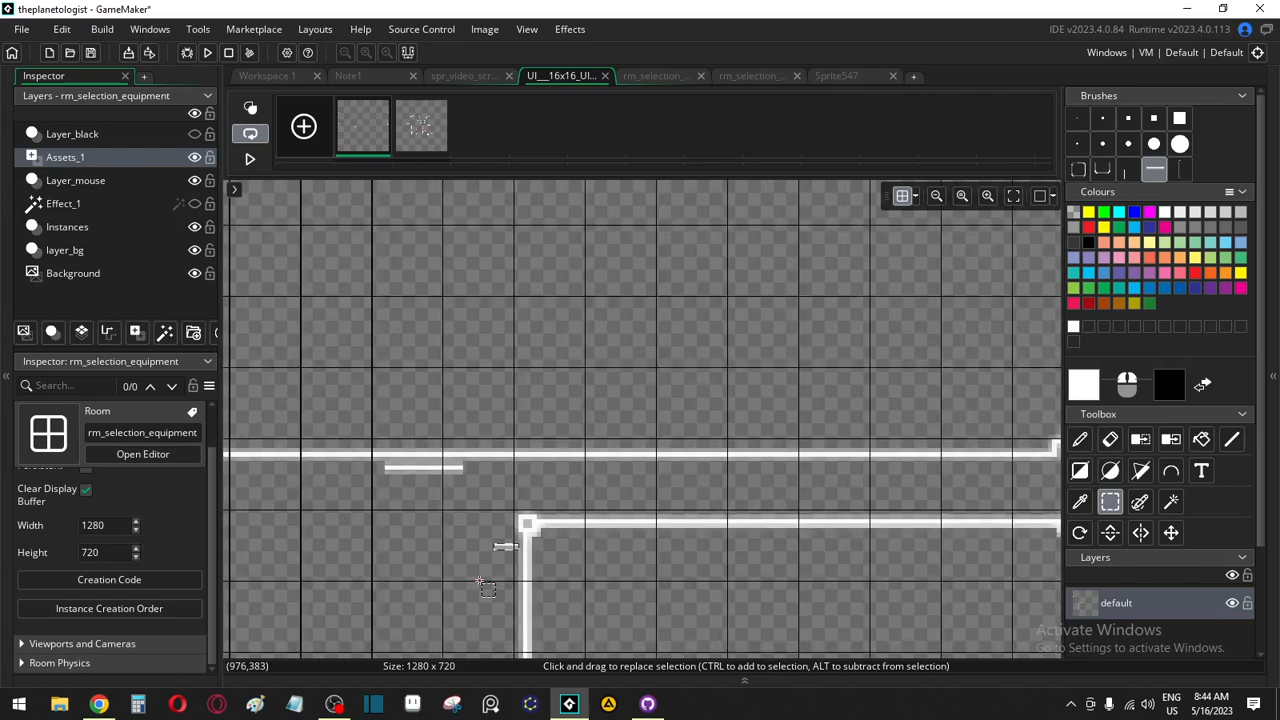 theplanetologist - GameMaker*
File Edit Build Windows Tools Marketplace Layouts Help Source Control Image View Effects
IDE v2023.4.0.84 Runtime v2023.4.0.113
Windows | VM | Default | Default
Inspector
Workspace 1
Note1
spr_video_scr...
UI__16x16_UI...
rm_selection_...
rm_selection_...
Sprite547
Layers - rm_selection_equipment
Layer_black
Assets_1
Layer_mouse
Effect_1
Instances
layer_bg
Background
Inspector: rm_selection_equipment
Search...
0/0
Room
rm_selection_equipment
Open Editor
Clear Display
Buffer
Width 1280
Height 720
Creation Code
Instance Creation Order
Viewports and Cameras
Room Physics
Brushes
Colours
Toolbox
Layers
default
Activate Windows
Go to Settings to activate Windows.
(976,383)
Size: 1280 x 720
Click and drag to replace selection (CTRL to add to selection, ALT to subtract from selection)
ENG
US
8:44 AM
5/16/2023